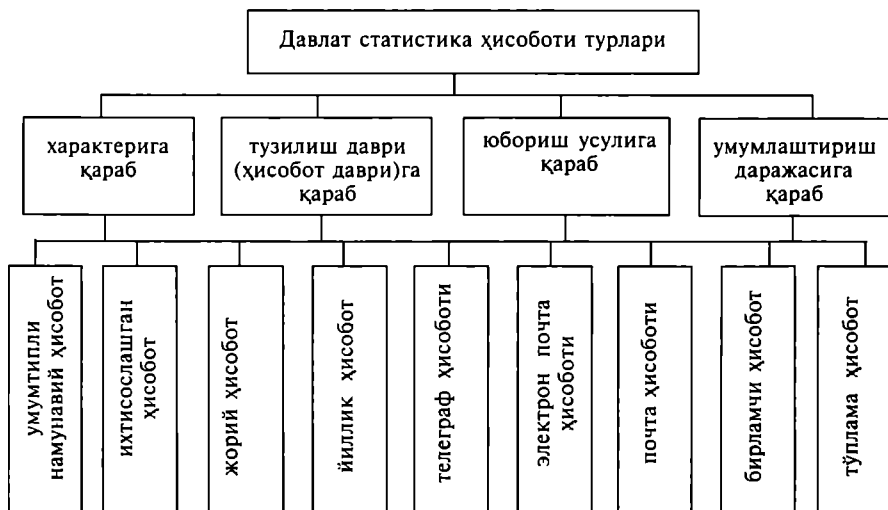 Давлат статистика ҳисоботи турлари
характерига
қараб
тузилиш даври
(ҳисобот даври)га
қараб
юбориш усулига
қараб
умумлаштириш
даражасига
қараб
умумтипли
намунавий ҳисобот
ихтисослашган
ҳисобот
жорий ҳисобот
йиллик ҳисобот
телеграф ҳисоботи
электрон почта
ҳисоботи
почта ҳисоботи
бирламчи ҳисобот
тўплама ҳисобот